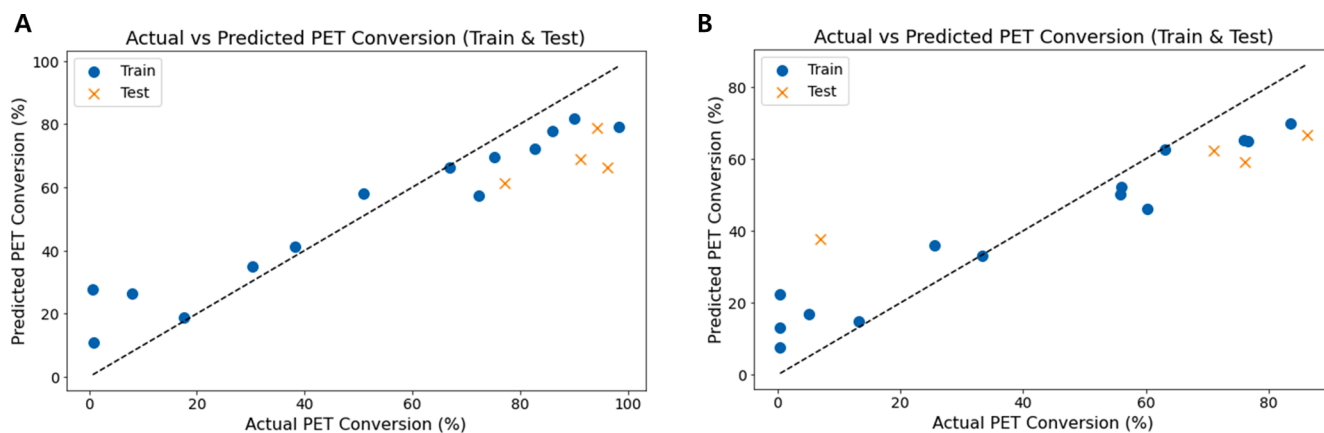 A
Actual vs Predicted PET Conversion (Train & Test)
Train
Test
Predicted PET Conversion (%)
100
80
60
40
20
0
0 20 40 60 80 100
Actual PET Conversion (%)
B
Actual vs Predicted PET Conversion (Train & Test)
Train
Test
Predicted PET Conversion (%)
80
60
40
20
0
0 20 40 60 80
Actual PET Conversion (%)